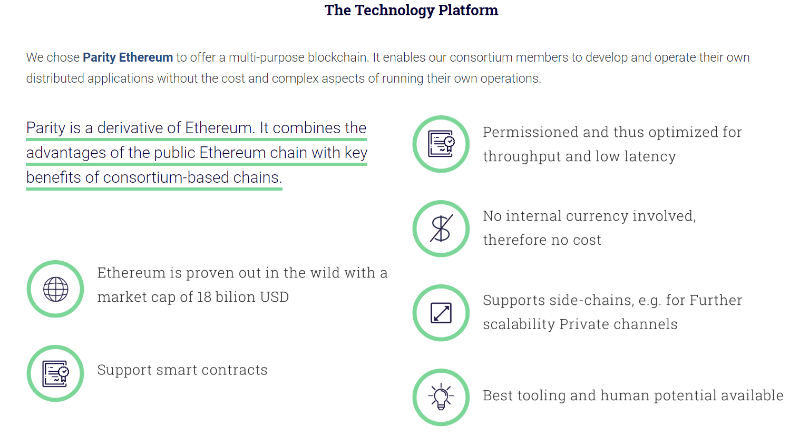 The Technology Platform
We chose Parity Ethereum to offer a multi-purpose blockchain. It enables our consortium members to develop and operate their own
distributed applications without the cost and complex aspects of running their own operations.
Parity is a derivative of Ethereum. It combines the
advantages of the public Ethereum chain with key
benefits of consortium-based chains.
Ethereum is proven out in the wild with a
market cap of 18 bilion USD
Support smart contracts
Permissioned and thus optimized for
throughput and low latency
No internal currency involved,
therefore no cost
Supports side-chains, e.g. for Further
scalability Private channels
Best tooling and human potential available